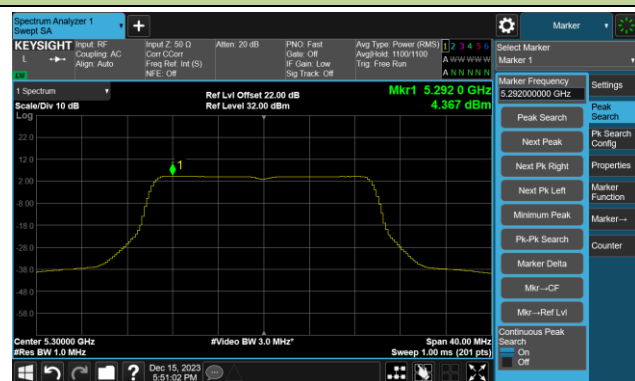 Spectrum Analyzer 1
Swept SA
Marker
KEYSIGHT
L
LVI
Input: RF
Coupling: AC
Align: Auto
Input Z: 50 Ω
Corr CCorr
Freq Ref: Int (S)
NFE: Off
Atten: 20 dB
PNO: Fast
Gate: Off
IF Gain: Low
Sig Track: Off
Avg Type: Power (RMS)
Avg|Hold: 1100/1100
Trig: Free Run
1 2 3 4 5 6
A W W W W W
A N N N N N
Select Marker
Marker 1
1 Spectrum
Scale/Div 10 dB
Log
Ref Lvl Offset 22.00 dB
Ref Level 32.00 dBm
Mkr1 5.292 0 GHz
4.367 dBm
22.0
12.0
2.00
-8.00
-18.0
-28.0
-38.0
-48.0
-58.0
1
Center 5.30000 GHz
#Res BW 1.0 MHz
#Video BW 3.0 MHz*
Span 40.00 MHz
Sweep 1.00 ms (201 pts)
Marker Frequency
5.292000000 GHz
Peak Search
Next Peak
Next Pk Right
Next Pk Left
Minimum Peak
Pk-Pk Search
Marker Delta
Mkr→CF
Mkr→Ref Lvl
Continuous Peak
Search
On
Off
Settings
Peak
Search
Pk Search
Config
Properties
Marker
Function
Marker→
Counter
?
Dec 15, 2023
5:51:02 PM